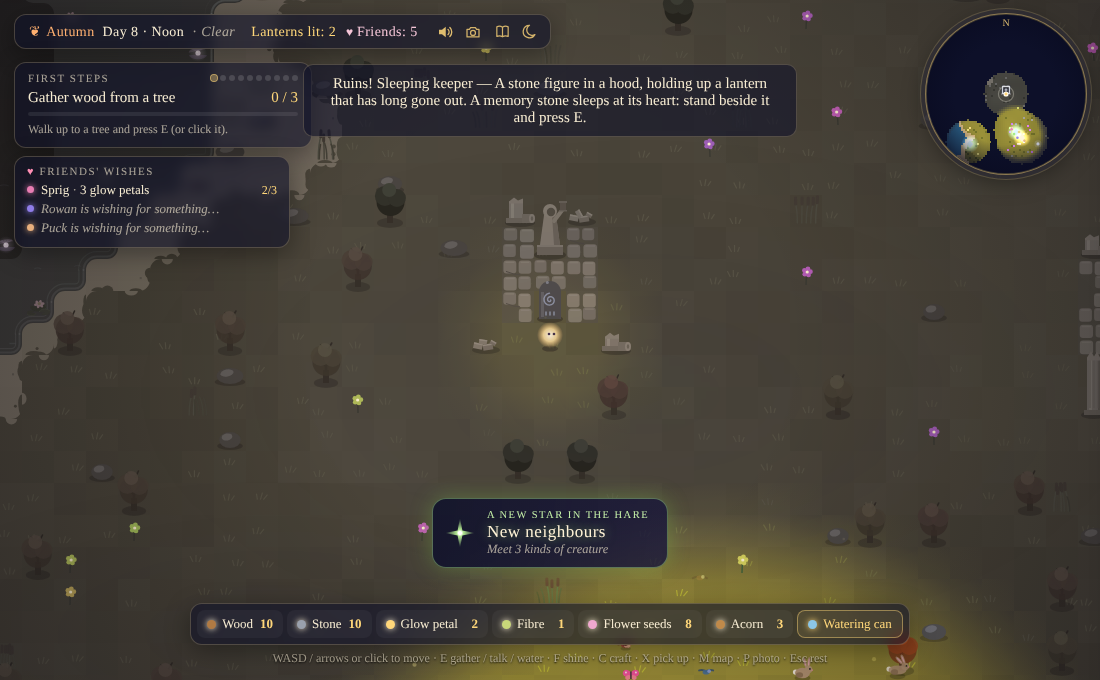 Autumn Day 8 · Noon · Clear Lanterns lit: 2 ♥ Friends: 5
FIRST STEPS
Gather wood from a tree 0 / 3
Walk up to a tree and press E (or click it).
♥ FRIENDS' WISHES
Sprig · 3 glow petals 2/3
Rowan is wishing for something…
Puck is wishing for something…
Ruins! Sleeping keeper — A stone figure in a hood, holding up a lantern
that has long gone out. A memory stone sleeps at its heart: stand beside it
and press E.
N
A NEW STAR IN THE HARE
New neighbours
Meet 3 kinds of creature
Wood 10 Stone 10 Glow petal 2 Fibre 1 Flower seeds 8 Acorn 3 Watering can
WASD / arrows or click to move · E gather / talk / water · F shine · C craft · X pick up · M map · P photo · Esc rest